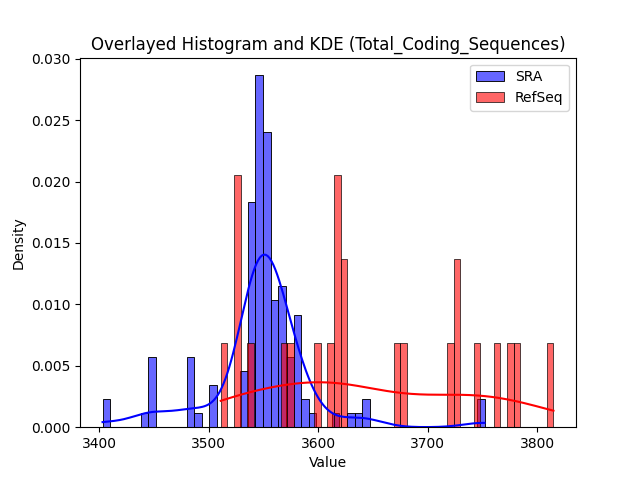 Overlayed Histogram and KDE (Total_Coding_Sequences)
SRA
RefSeq
0.030
0.025
0.020
0.015
0.010
0.005
0.000
Density
3400 3500 3600 3700 3800
Value